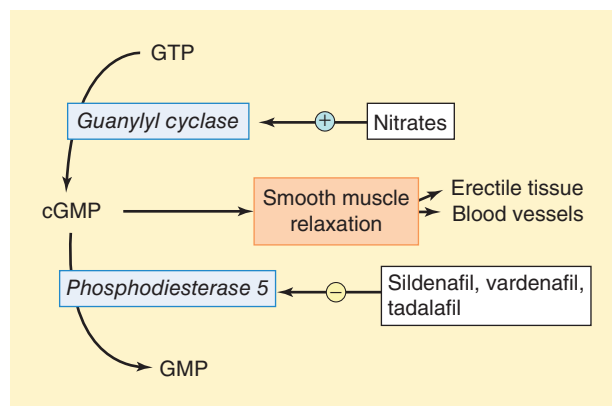 GTP
Guanylyl cyclase
+
Nitrates
cGMP
Smooth muscle
relaxation
Erectile tissue
Blood vessels
Phosphodiesterase 5
−
Sildenafil, vardenafil,
tadalafil
GMP